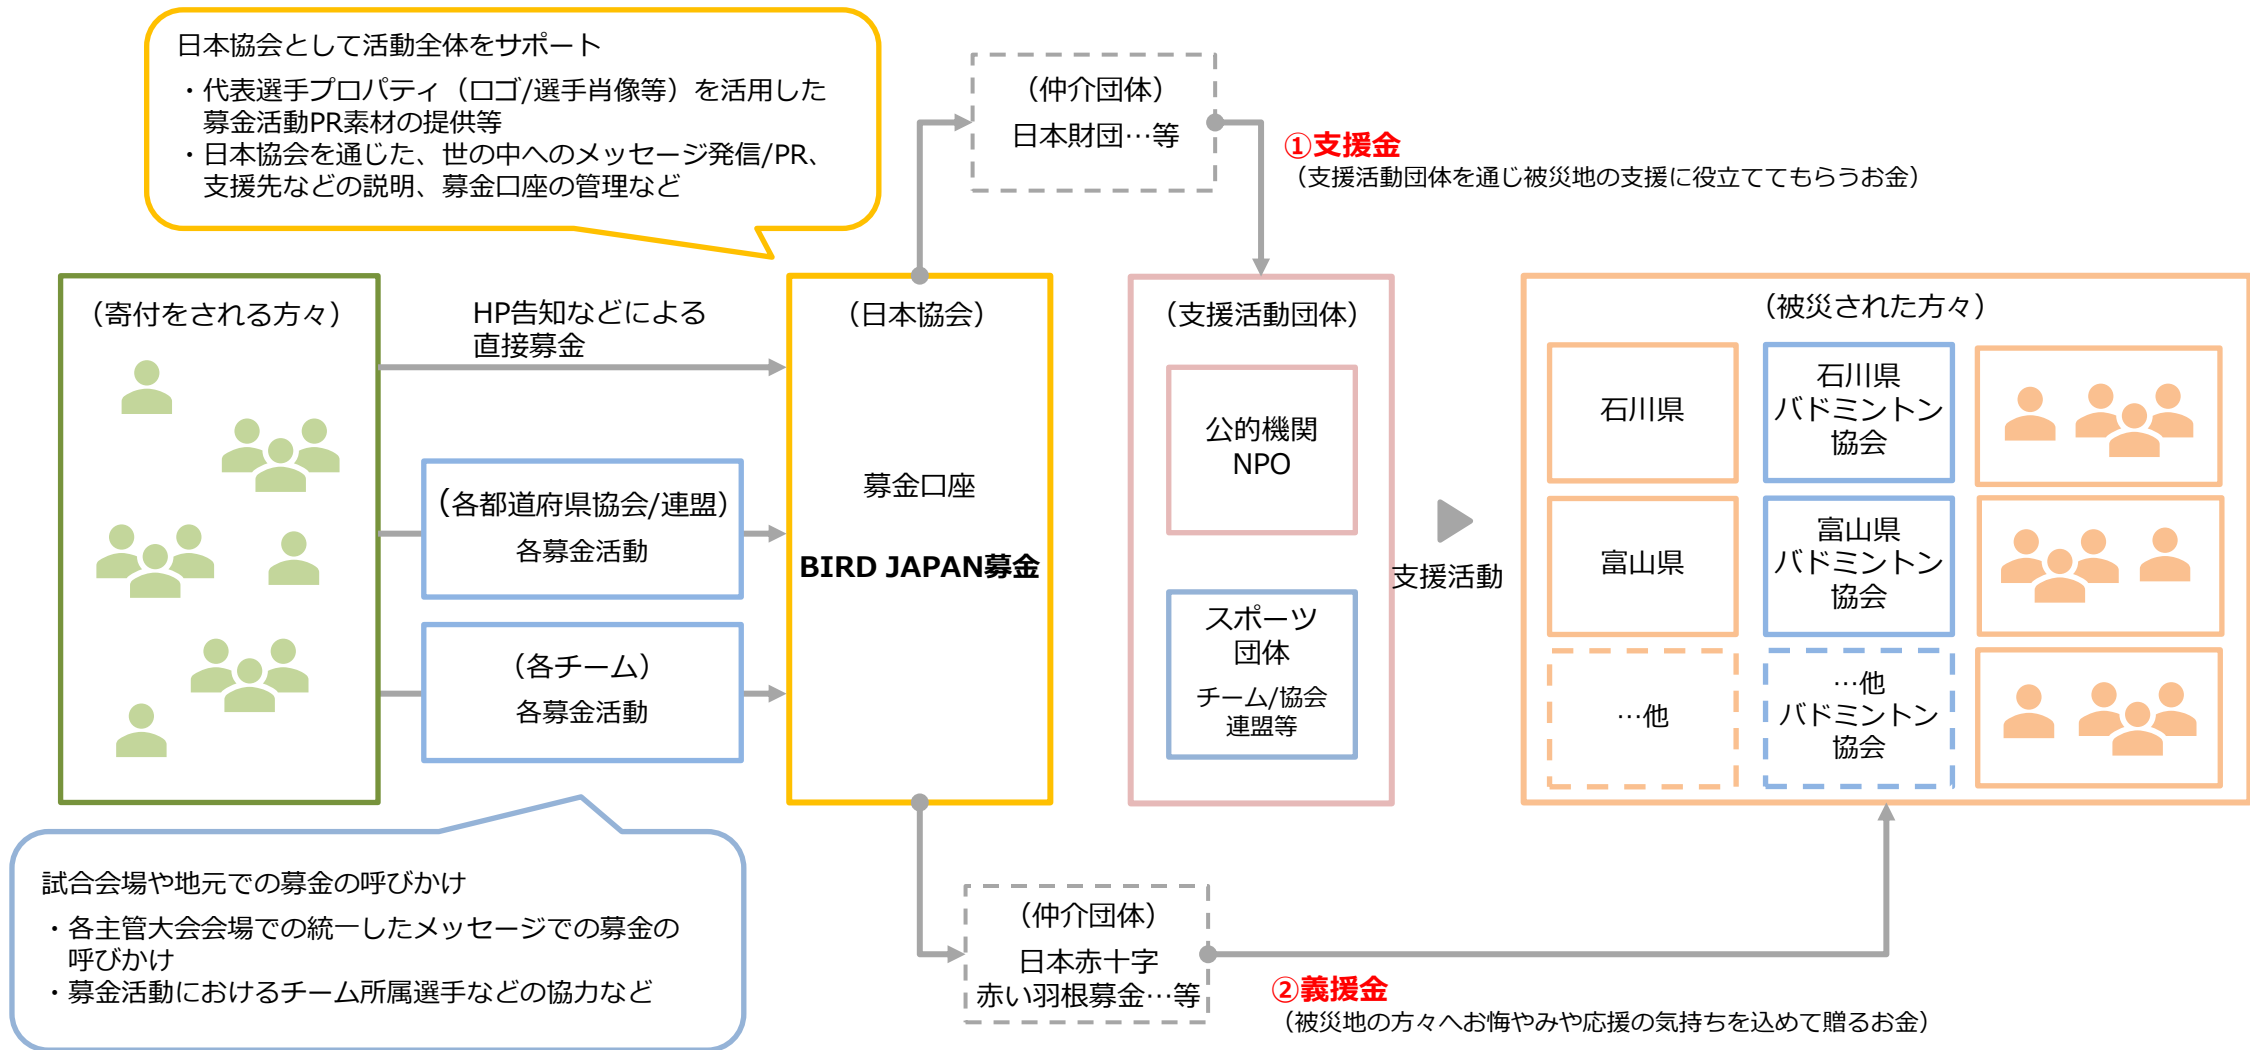 日本協会として活動全体をサポート
・代表選手プロパティ（ロゴ/選手肖像等）を活用した
募金活動PR素材の提供等
・日本協会を通じた、世の中へのメッセージ発信/PR、
支援先などの説明、募金口座の管理など
（仲介団体）
日本財団…等
①支援金
（支援活動団体を通じ被災地の支援に役立ててもらうお金）
（寄付をされる方々）
HP告知などによる
直接募金
（各都道府県協会/連盟）
各募金活動
（各チーム）
各募金活動
（日本協会）
募金口座
BIRD JAPAN募金
（支援活動団体）
公的機関
NPO
スポーツ
団体
チーム/協会
連盟等
支援活動
（被災された方々）
石川県
石川県
バドミントン
協会
富山県
富山県
バドミントン
協会
…他
…他
バドミントン
協会
試合会場や地元での募金の呼びかけ
・各主管大会会場での統一したメッセージでの募金の
呼びかけ
・募金活動におけるチーム所属選手などの協力など
（仲介団体）
日本赤十字
赤い羽根募金…等
②義援金
（被災地の方々へお悔やみや応援の気持ちを込めて贈るお金）